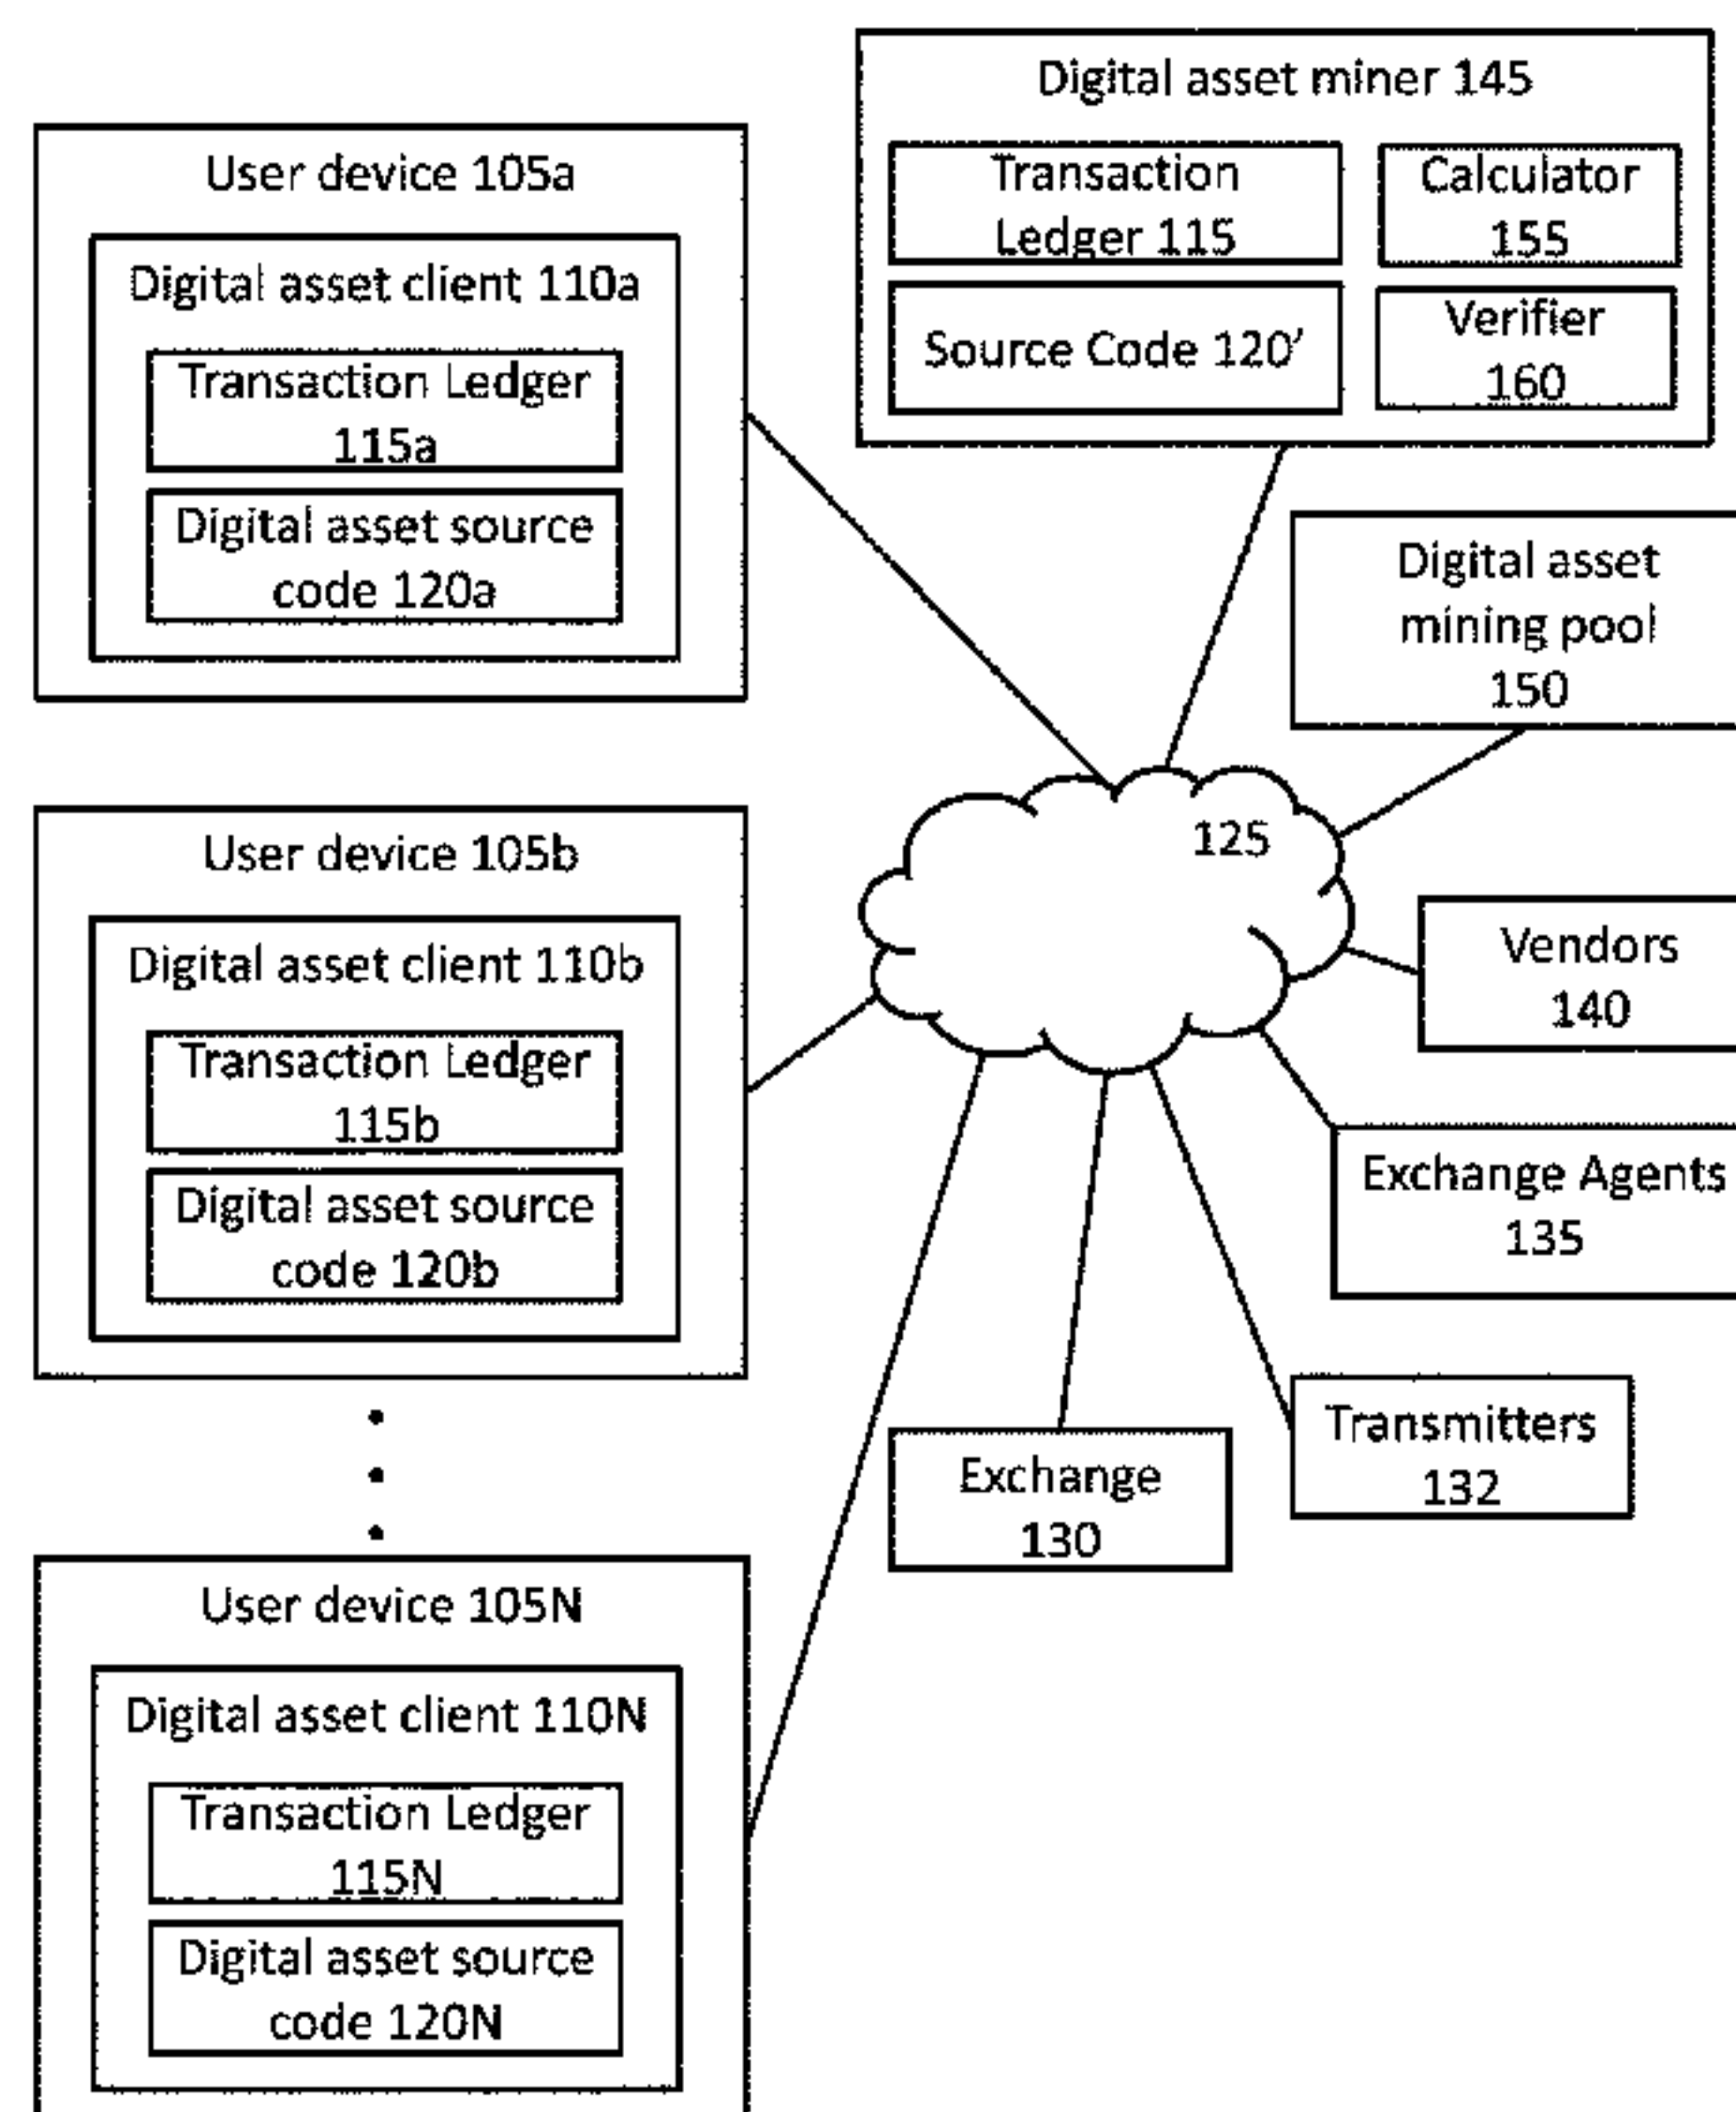 User device 105a
Digital asset client 110a
Transaction Ledger
115a
Digital asset source
code 120a
Digital asset miner 145
Transaction
Ledger 115
Calculator
155
Source Code 120'
Verifier
160
Digital asset
mining pool
150
125
User device 105b
Digital asset client 110b
Transaction Ledger
115b
Digital asset source
code 120b
Vendors
140
Exchange Agents
135
Transmitters
132
Exchange
130
User device 105N
Digital asset client 110N
Transaction Ledger
115N
Digital asset source
code 120N